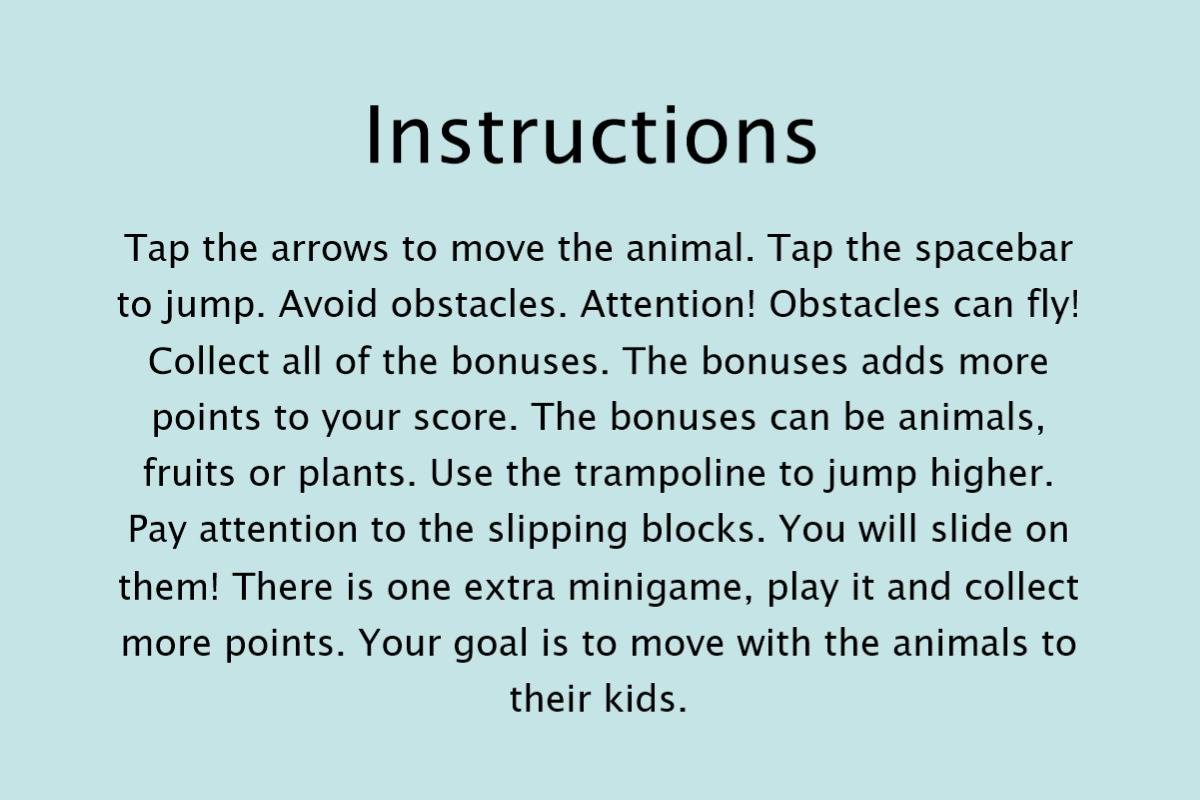 Instructions
Tap the arrows to move the animal. Tap the spacebar
to jump. Avoid obstacles. Attention! Obstacles can fly!
Collect all of the bonuses. The bonuses adds more
points to your score. The bonuses can be animals,
fruits or plants. Use the trampoline to jump higher.
Pay attention to the slipping blocks. You will slide on
them! There is one extra minigame, play it and collect
more points. Your goal is to move with the animals to
their kids.